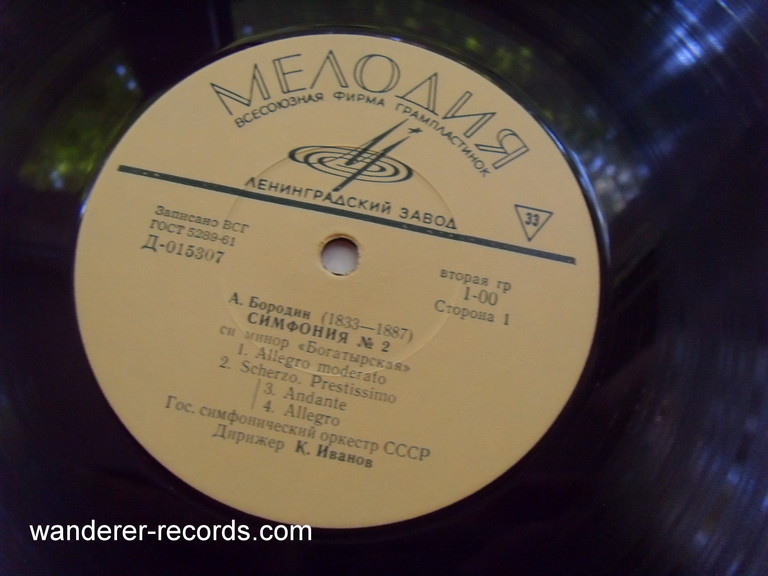 МЕЛОДИЯ
ВСЕСОЮЗНАЯ ФИРМА ГРАМПЛАСТИНОК
ЛЕНИНГРАДСКИЙ ЗАВОД
33
Записано ВСГ
ГОСТ 5289-61
Д-015307
вторая гр
1-00
Сторона 1
А. Бородин (1833—1887)
СИМФОНИЯ № 2
си минор «Богатырская»
1. Allegro moderato
2. Scherzo. Prestissimo
3. Andante
4. Allegro
Гос. симфонический оркестр СССР
Дирижер К. Иванов
wanderer-records.com